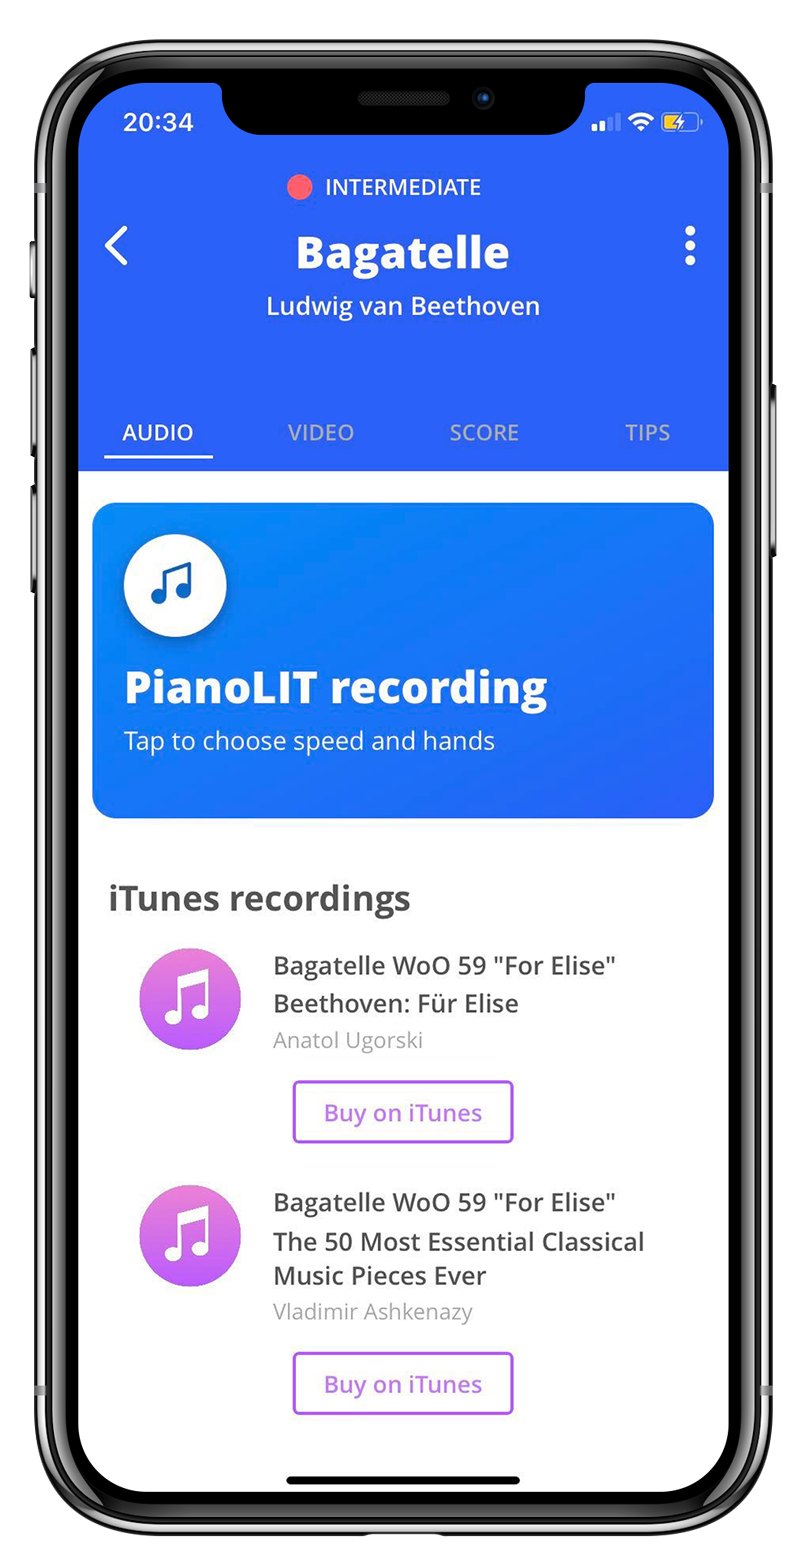 20:34
INTERMEDIATE
Bagatelle
Ludwig van Beethoven
AUDIO
VIDEO
SCORE
TIPS
PianoLIT recording
Tap to choose speed and hands
iTunes recordings
Bagatelle WoO 59 "For Elise"
Beethoven: Für Elise
Anatol Ugorski
Buy on iTunes
Bagatelle WoO 59 "For Elise"
The 50 Most Essential Classical
Music Pieces Ever
Vladimir Ashkenazy
Buy on iTunes